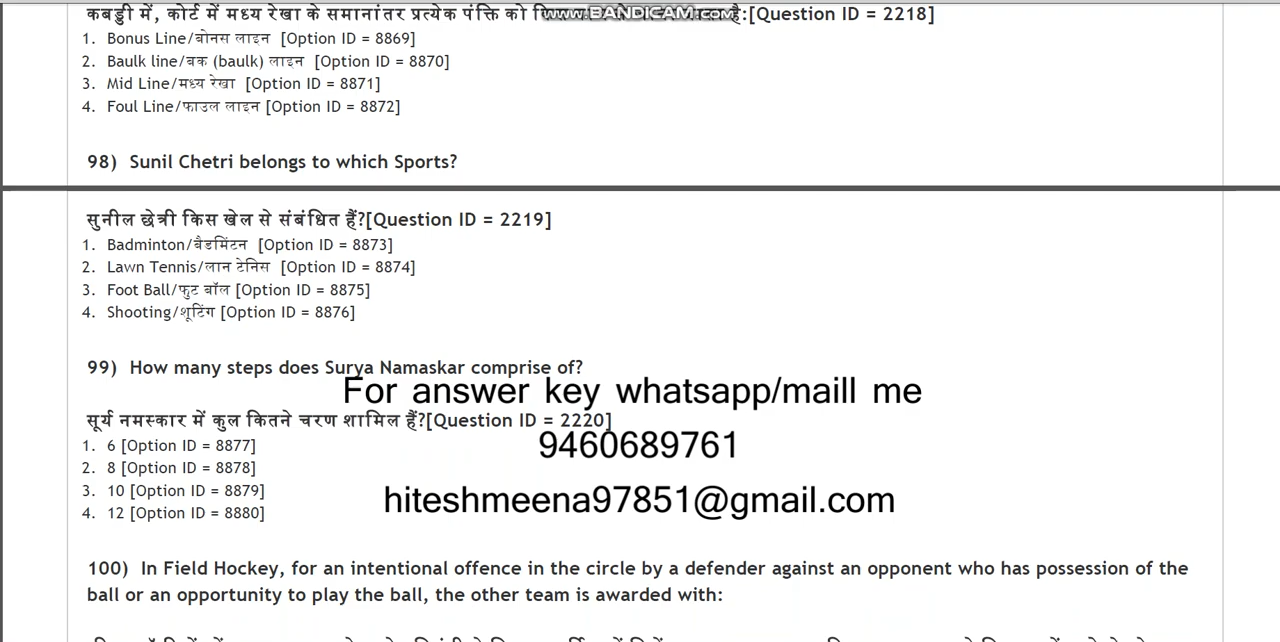 कबड्डी में, कोर्ट में मध्य रेखा के समानांतर प्रत्येक पंक्ति को है:[Question ID = 2218]
www.BANDICAM.com
1. Bonus Line/बोनस लाइन [Option ID = 8869]
2. Baulk line/बक (baulk) लाइन [Option ID = 8870]
3. Mid Line/मध्य रेखा [Option ID = 8871]
4. Foul Line/फाउल लाइन [Option ID = 8872]
98) Sunil Chetri belongs to which Sports?
सुनील छेत्री किस खेल से संबंधित हैं?[Question ID = 2219]
1. Badminton/बैडमिंटन [Option ID = 8873]
2. Lawn Tennis/लान टेनिस [Option ID = 8874]
3. Foot Ball/फुट बॉल [Option ID = 8875]
4. Shooting/शूटिंग [Option ID = 8876]
99) How many steps does Surya Namaskar comprise of?
For answer key whatsapp/maill me
सूर्य नमस्कार में कुल कितने चरण शामिल हैं?[Question ID = 2220]
9460689761
1. 6 [Option ID = 8877]
2. 8 [Option ID = 8878]
3. 10 [Option ID = 8879]
hiteshmeena97851@gmail.com
4. 12 [Option ID = 8880]
100) In Field Hockey, for an intentional offence in the circle by a defender against an opponent who has possession of the
ball or an opportunity to play the ball, the other team is awarded with: